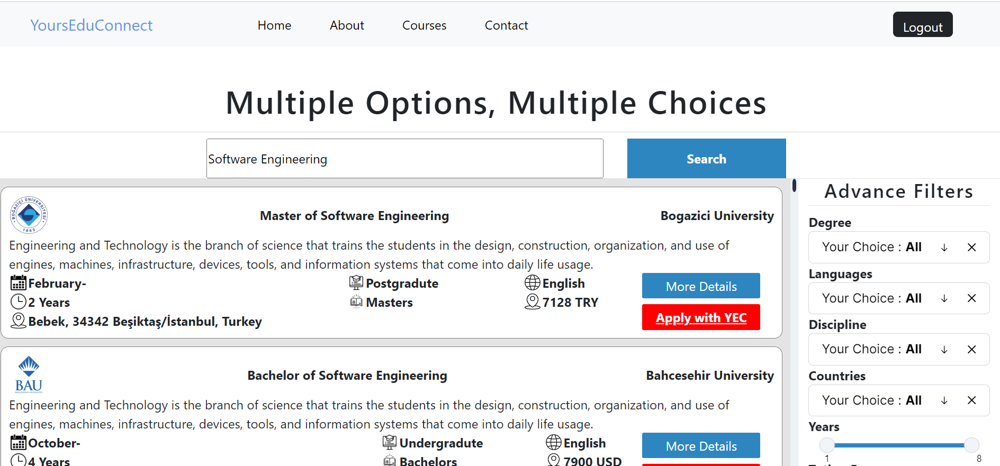 YoursEduConnect Home About Courses Contact Logout
Multiple Options, Multiple Choices
Software Engineering Search
BOĞAZİÇİ ÜNİVERSİTESİ
1863
Master of Software Engineering Bogazici University
Engineering and Technology is the branch of science that trains the students in the design, construction, organization, and use of
engines, machines, infrastructure, devices, tools, and information systems that come into daily life usage.
February- Postgradute English More Details
2 Years Masters 7128 TRY
Bebek, 34342 Beşiktaş/İstanbul, Turkey Apply with YEC
BAU
Bachelor of Software Engineering Bahcesehir University
Engineering and Technology is the branch of science that trains the students in the design, construction, organization, and use of
engines, machines, infrastructure, devices, tools, and information systems that come into daily life usage.
October- Undergradute English More Details
4 Years Bachelors 7900 USD
Advance Filters
Degree
Your Choice : All ↓ ×
Languages
Your Choice : All ↓ ×
Discipline
Your Choice : All ↓ ×
Countries
Your Choice : All ↓ ×
Years
1 8